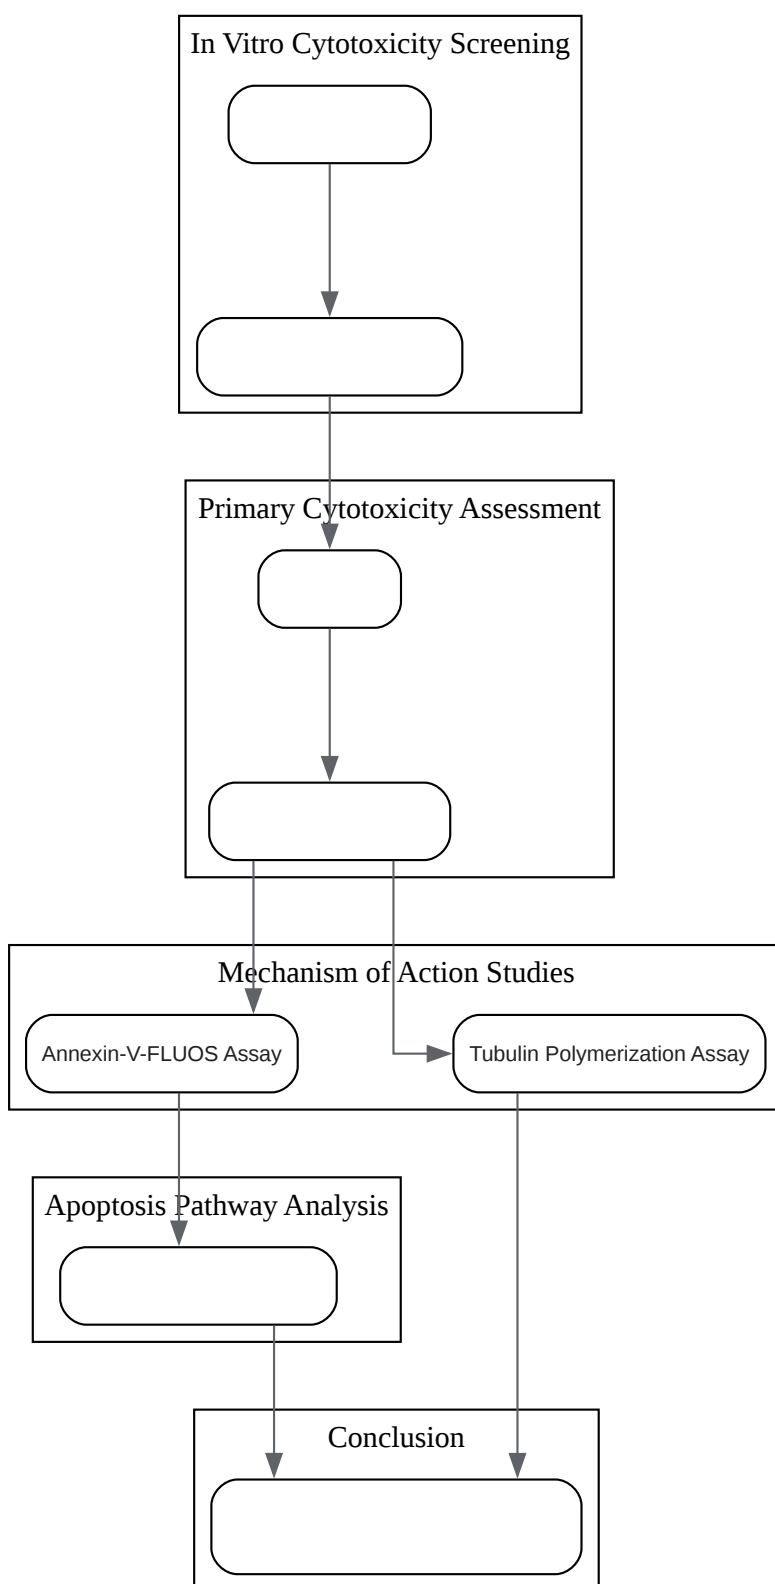 In Vitro Cytotoxicity Screening
Primary Cytotoxicity Assessment
Mechanism of Action Studies
Annexin-V-FLUOS Assay
Tubulin Polymerization Assay
Apoptosis Pathway Analysis
Conclusion